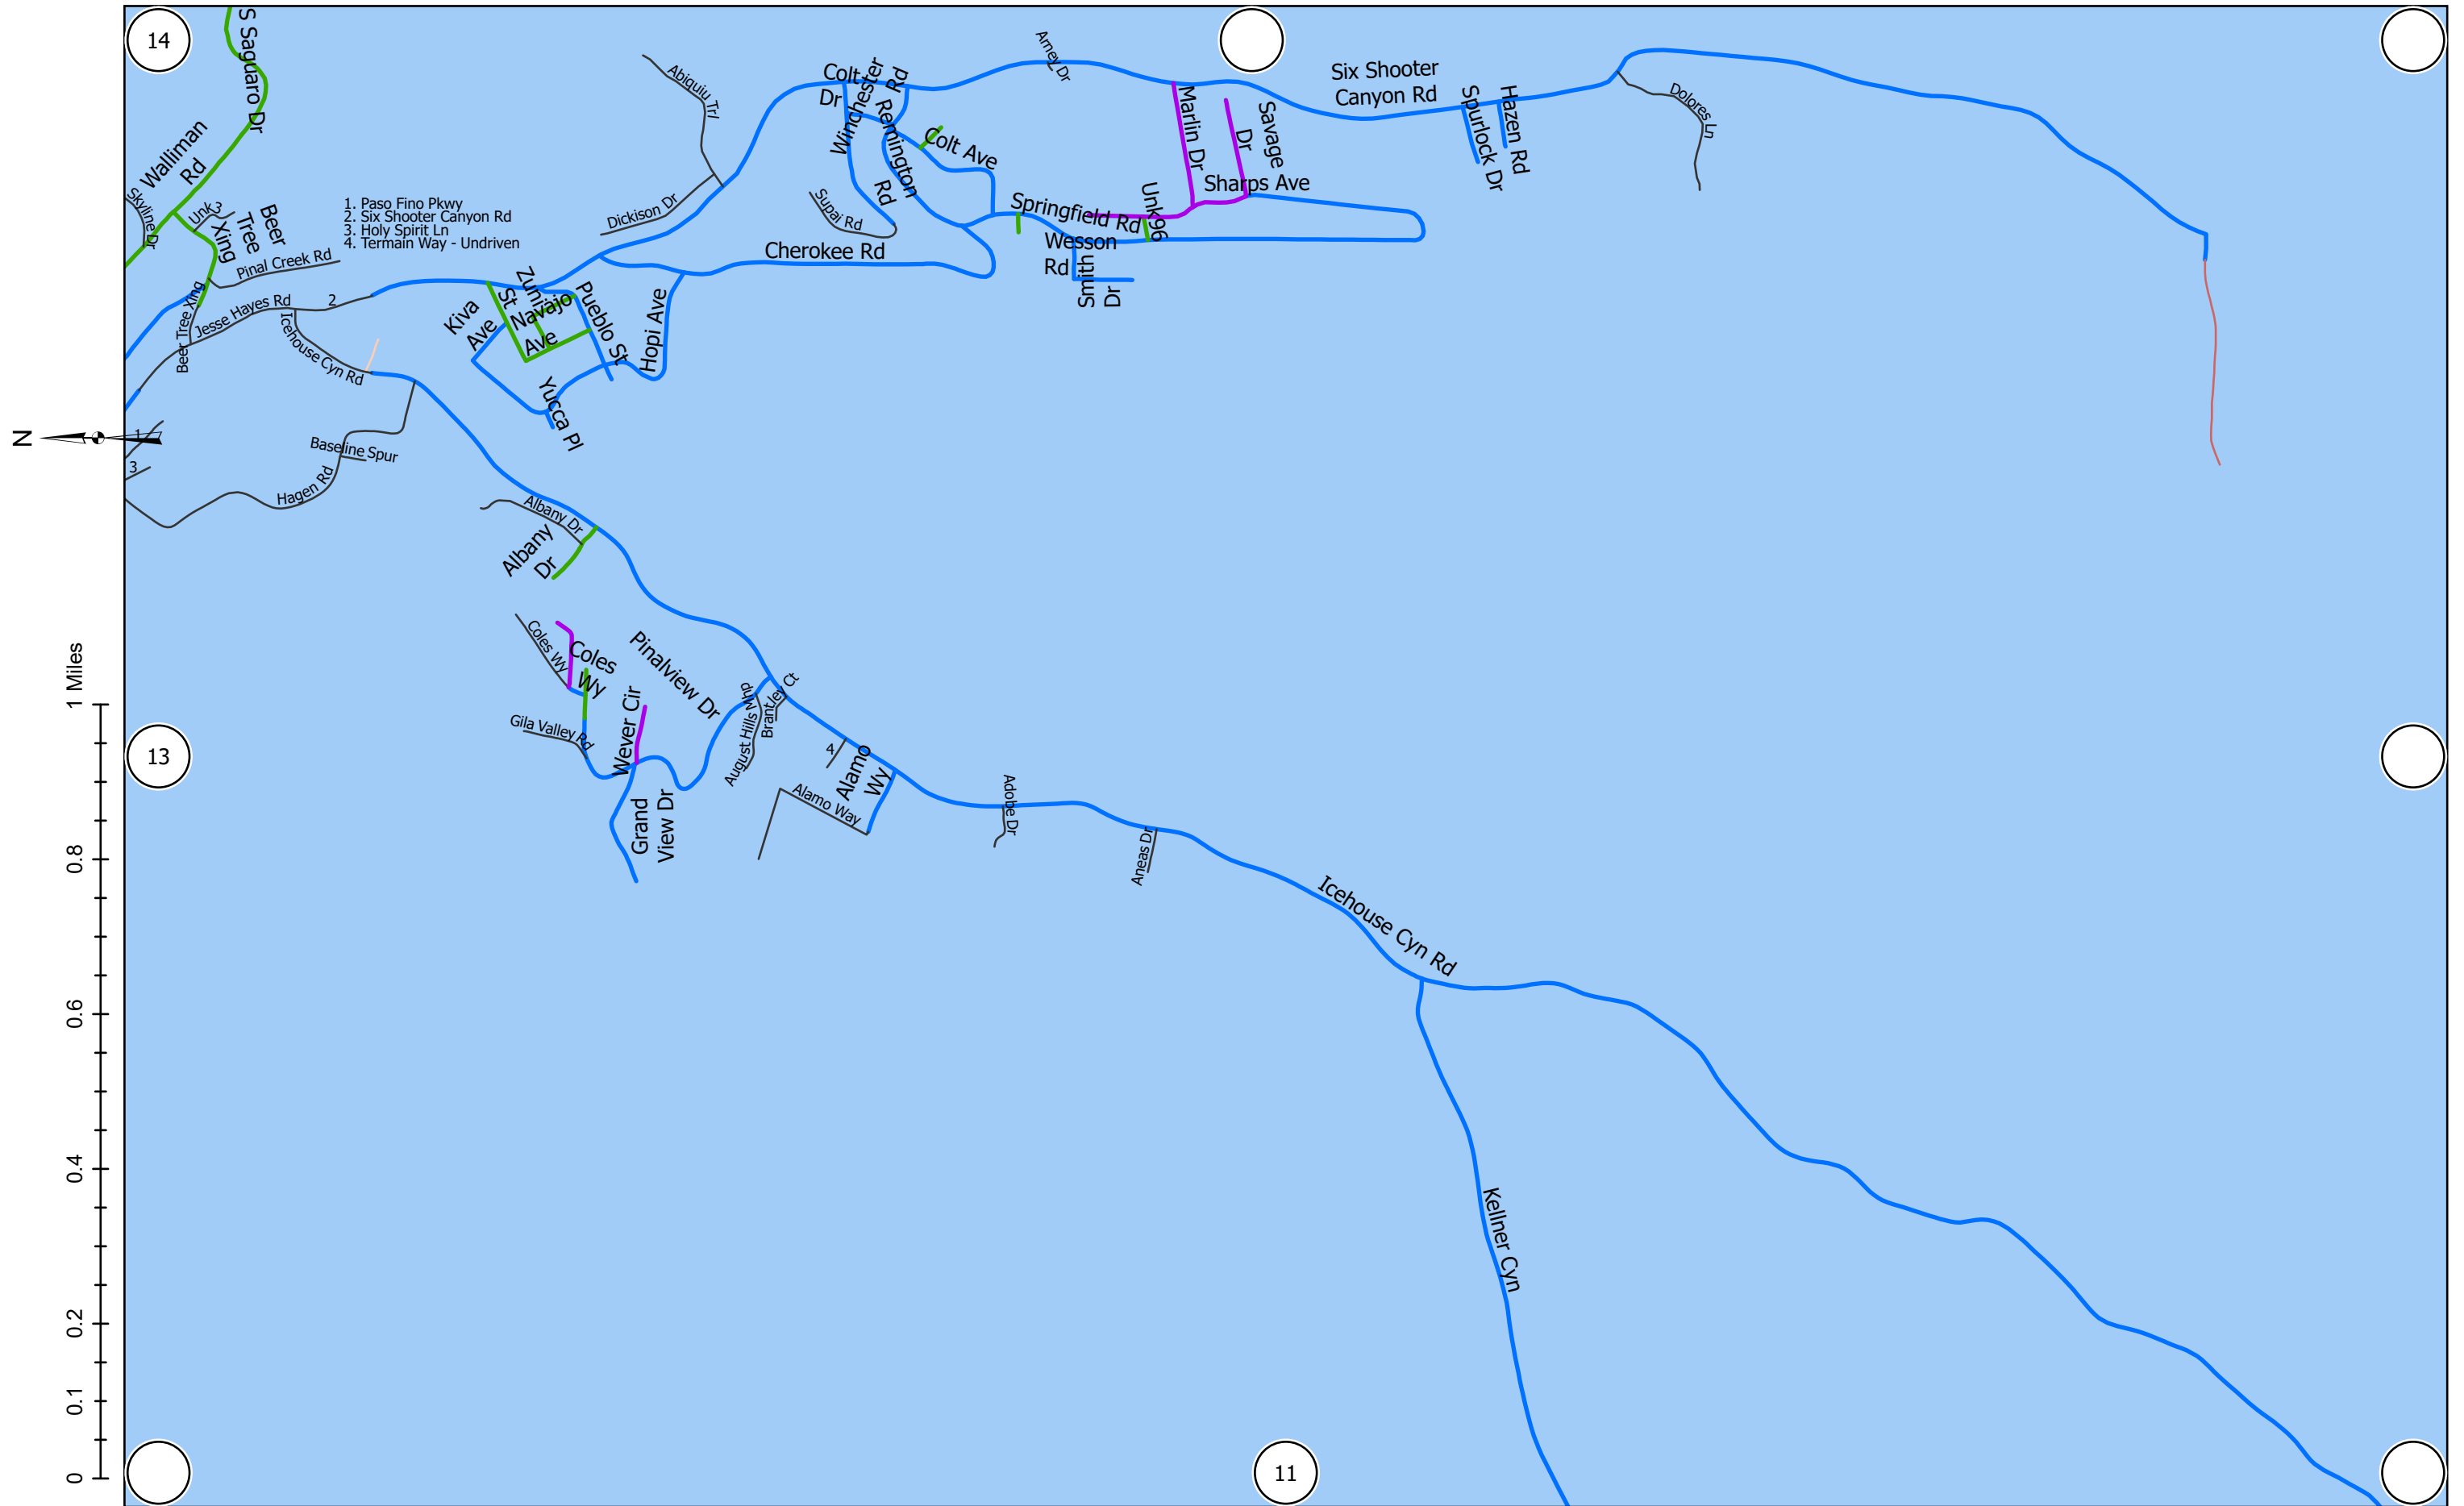 14
S Saguaro Dr
Walliman
Rd
Skyline Dr
Unk3
Beer
Tree
Xing
Pinal Creek Rd
1. Paso Fino Pkwy
2. Six Shooter Canyon Rd
3. Holy Spirit Ln
4. Termain Way - Undriven
Abiquiu Trl
Dickison Dr
Colt
Dr
Winchester
Rd
Remington
Rd
Colt Ave
Supai Rd
Cherokee Rd
Arney Dr
Springfield Rd
Unk96
Wesson
Rd
Smith
Dr
Marlin Dr
Savage
Dr
Sharps Ave
Six Shooter
Canyon Rd
Spurlock Dr
Hazen Rd
Dolores Ln
Beer Tree Xing
Jesse Hayes Rd
2
Icehouse Cyn Rd
Kiva
Ave
Zuni
St
Navajo
Ave
Pueblo St
Hopi Ave
Yucca Pl
N
1
3
Baseline Spur
Hagen Rd
Albany Dr
Albany
Dr
Coles Wy
Coles
Wy
Pinalview Dr
Wever Cir
Gila Valley Rd
Grand
View Dr
August Hills Mhp
Brantley Ct
4
Alamo
Wy
Alamo Way
Adobe Dr
Aneas Dr
Icehouse Cyn Rd
Kellner Cyn
13
11
1 Miles
0.8
0.6
0.4
0.2
0.1
0